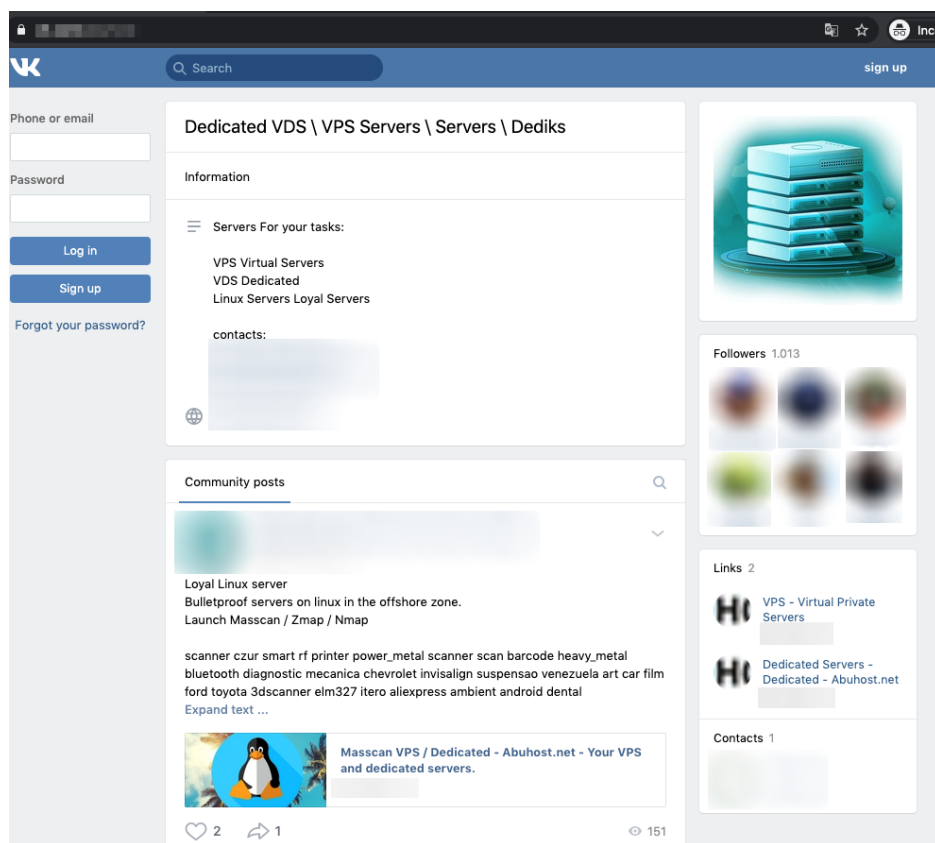 Inc
VK
Search
sign up
Phone or email
Password
Log in
Sign up
Forgot your password?
Dedicated VDS \ VPS Servers \ Servers \ Dediks
Information
Servers For your tasks:
VPS Virtual Servers
VDS Dedicated
Linux Servers Loyal Servers
contacts:
Community posts
Loyal Linux server
Bulletproof servers on linux in the offshore zone.
Launch Masscan / Zmap / Nmap
scanner czur smart rf printer power_metal scanner scan barcode heavy_metal
bluetooth diagnostic mecanica chevrolet invisalign suspensao venezuela art car film
ford toyota 3dscanner elm327 itero aliexpress ambient android dental
Expand text ...
Masscan VPS / Dedicated - Abuhost.net - Your VPS
and dedicated servers.
2
1
151
Followers 1.013
Links 2
VPS - Virtual Private
Servers
Dedicated Servers -
Dedicated - Abuhost.net
Contacts 1